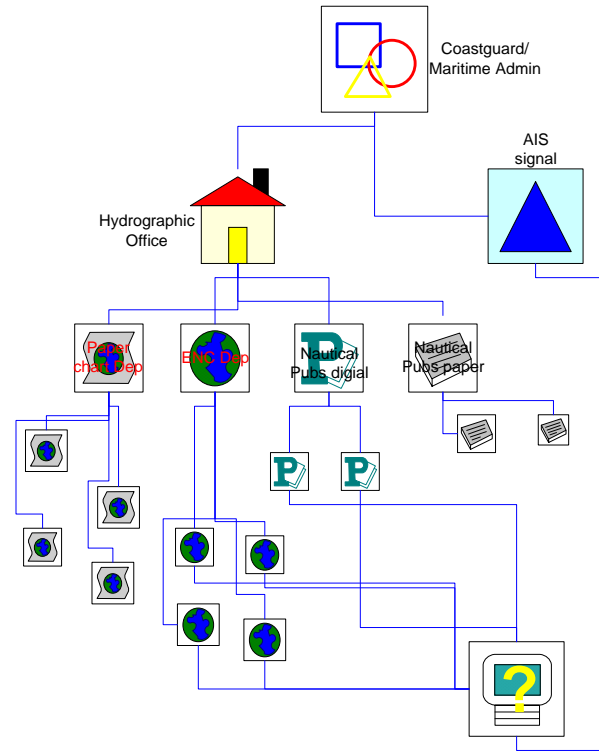 Coastguard/
Maritime Admin
AIS
signal
Hydrographic
Office
Paper
chart Dep
ENC Dep
Nautical
Pubs digial
Nautical
Pubs paper
P
P
P
?